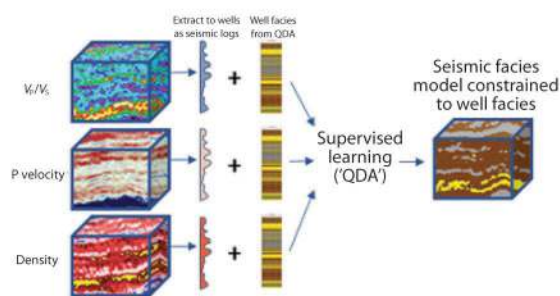 Extract to wells
as seismic logs
Well facies
from QDA
Vp/Vs
P velocity
Density
Supervised
learning
('QDA')
Seismic facies
model constrained
to well facies